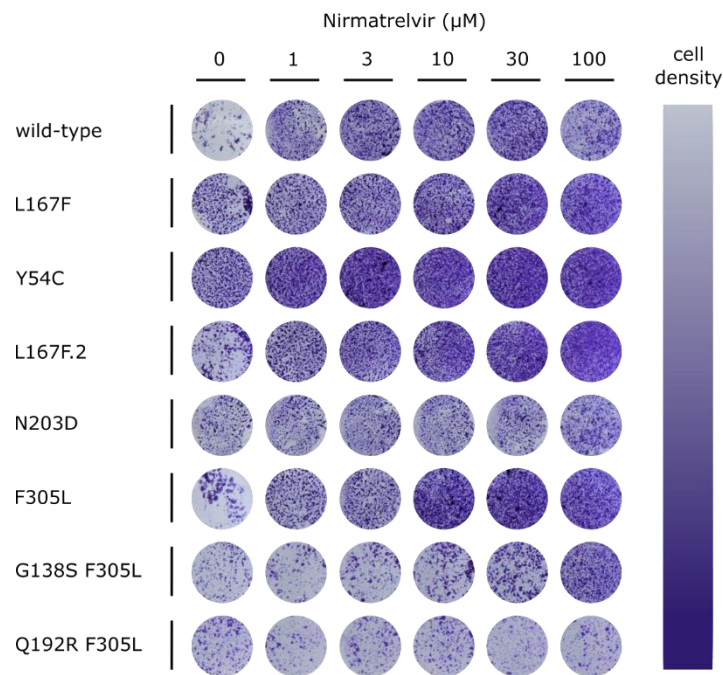 Nirmatrelvir (μM)
0 1 3 10 30 100
cell
density
wild-type
L167F
Y54C
L167F.2
N203D
F305L
G138S F305L
Q192R F305L